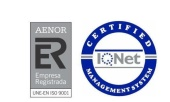 AENOR
ER
Empresa
Registrada
UNE-EN ISO 9001
CERTIFIED
IQNet
MANAGEMENT SYSTEM